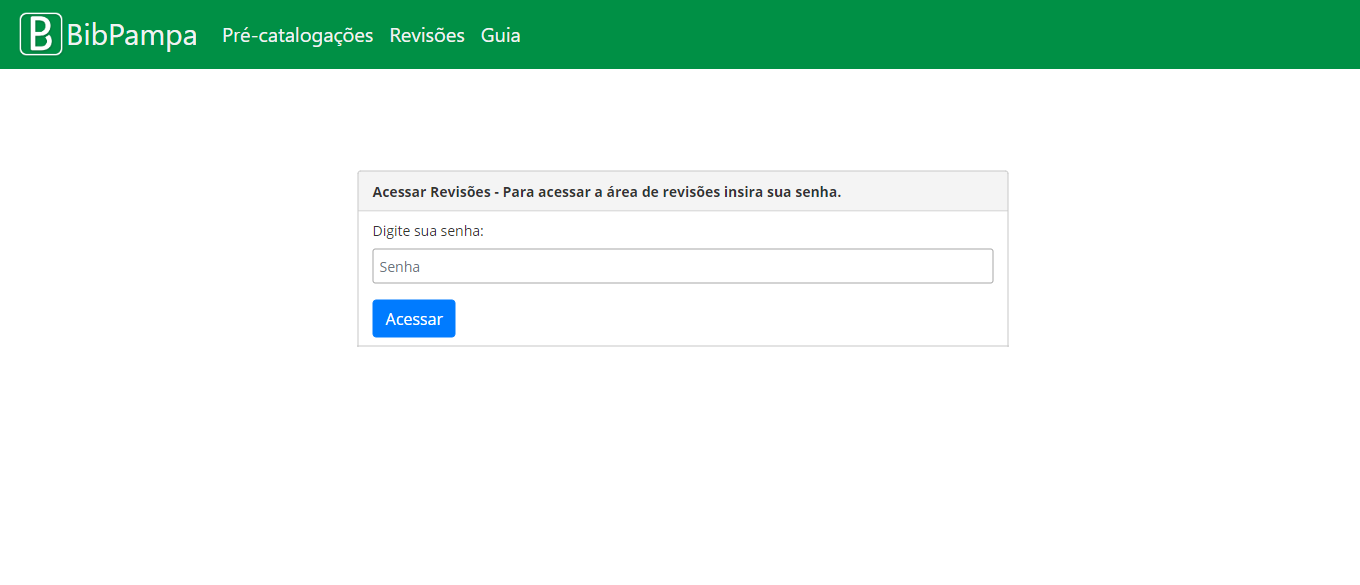 BibPampa Pré-catalogações Revisões Guia
Acessar Revisões - Para acessar a área de revisões insira sua senha.
Digite sua senha:
Senha
Acessar